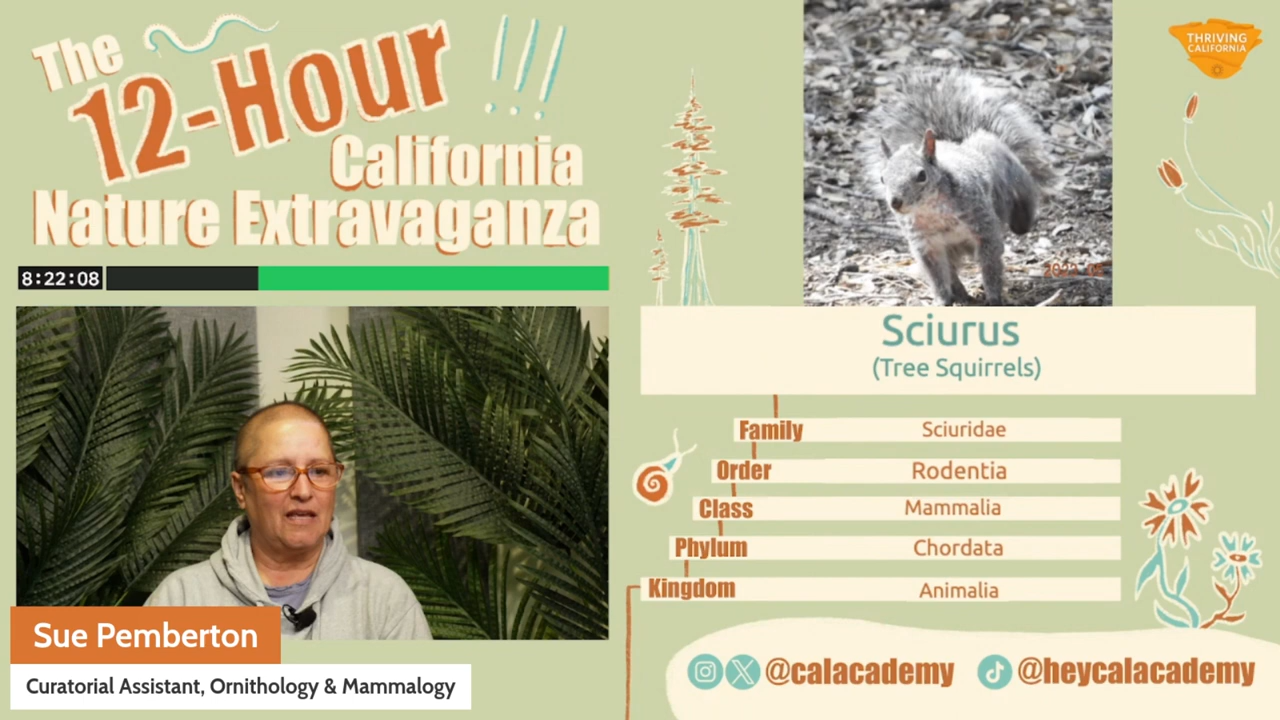 The
12-Hour
!!!
California
Nature Extravaganza
8:22:08
THRIVING
CALIFORNIA
Sciurus
(Tree Squirrels)
Family Sciuridae
Order Rodentia
Class Mammalia
Phylum Chordata
Kingdom Animalia
Sue Pemberton
Curatorial Assistant, Ornithology & Mammalogy
@calacademy
@heycalacademy